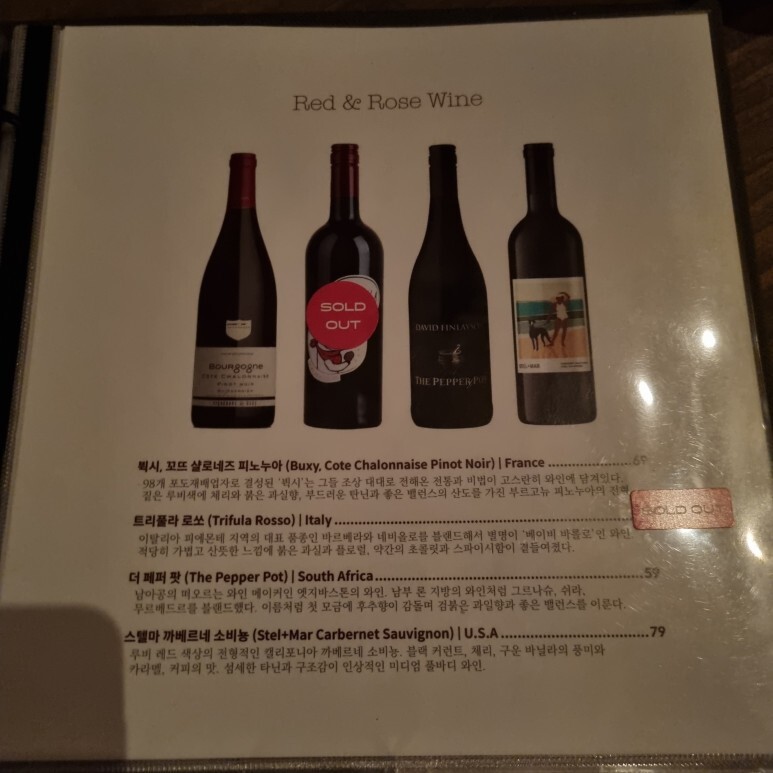 Red & Rose Wine
SOLD
OUT
BOURGOGNE
COTE CHALONNAISE
PINOT NOIR
DAVID FINLAYSON
THE PEPPER POT
뷕시, 꼬뜨 샬로네즈 피노누아 (Buxy, Cote Chalonnaise Pinot Noir) | France
98개 포도재배업자로 결성된 '뷕시'는 그들 조상 대대로 전해온 전통과 비법이 고스란히 와인에 담겨있다.
짙은 루비색에 체리와 붉은 과실향, 부드러운 탄닌과 좋은 밸런스의 산도를 가진 부르고뉴 피노누아의
트리풀라 로쏘 (Trifula Rosso) | Italy
SOLD OUT
이탈리아 피에몬테 지역의 대표 품종인 바르베라와 네비올로를 블렌드해서 별명이 '베이비 바롤로'인 와인.
적당히 가볍고 산뜻한 느낌에 붉은 과실과 플로럴, 약간의 초콜릿과 스파이시함이 곁들여졌다.
더 페퍼 팟 (The Pepper Pot) | South Africa 59
남아공의 떠오르는 와인 메이커인 엣지바스톤의 와인. 남부 론 지방의 와인처럼 그르나슈, 쉬라,
무르베드르를 블렌드했다. 이름처럼 첫 모금에 후추향이 감돌며 검붉은 과일향과 좋은 밸런스를 이룬다.
스텔마 까베르네 소비뇽 (Stel+Mar Carbernet Sauvignon) | U.S.A 79
루비 레드 색상의 전형적인 캘리포니아 까베르네 소비뇽. 블랙 커런트, 체리, 구운 바닐라의 풍미와
카라멜, 커피의 맛. 섬세한 타닌과 구조감이 인상적인 미디엄 풀바디 와인.